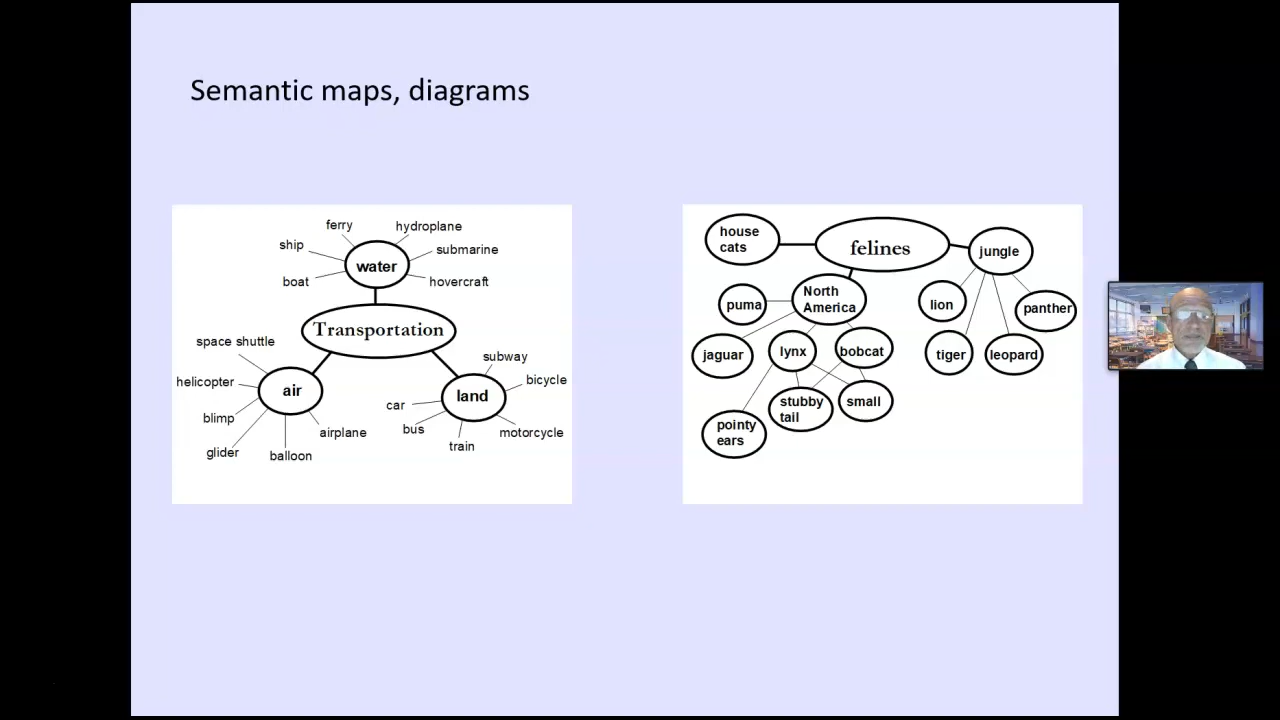 Semantic maps, diagrams
ferry
hydroplane
ship
submarine
water
boat
hovercraft
Transportation
space shuttle
subway
helicopter
air
bicycle
land
car
blimp
bus
airplane
motorcycle
train
glider
balloon
house
cats
felines
jungle
puma
North
America
lion
panther
jaguar
lynx
bobcat
tiger
leopard
stubby
tail
small
pointy
ears